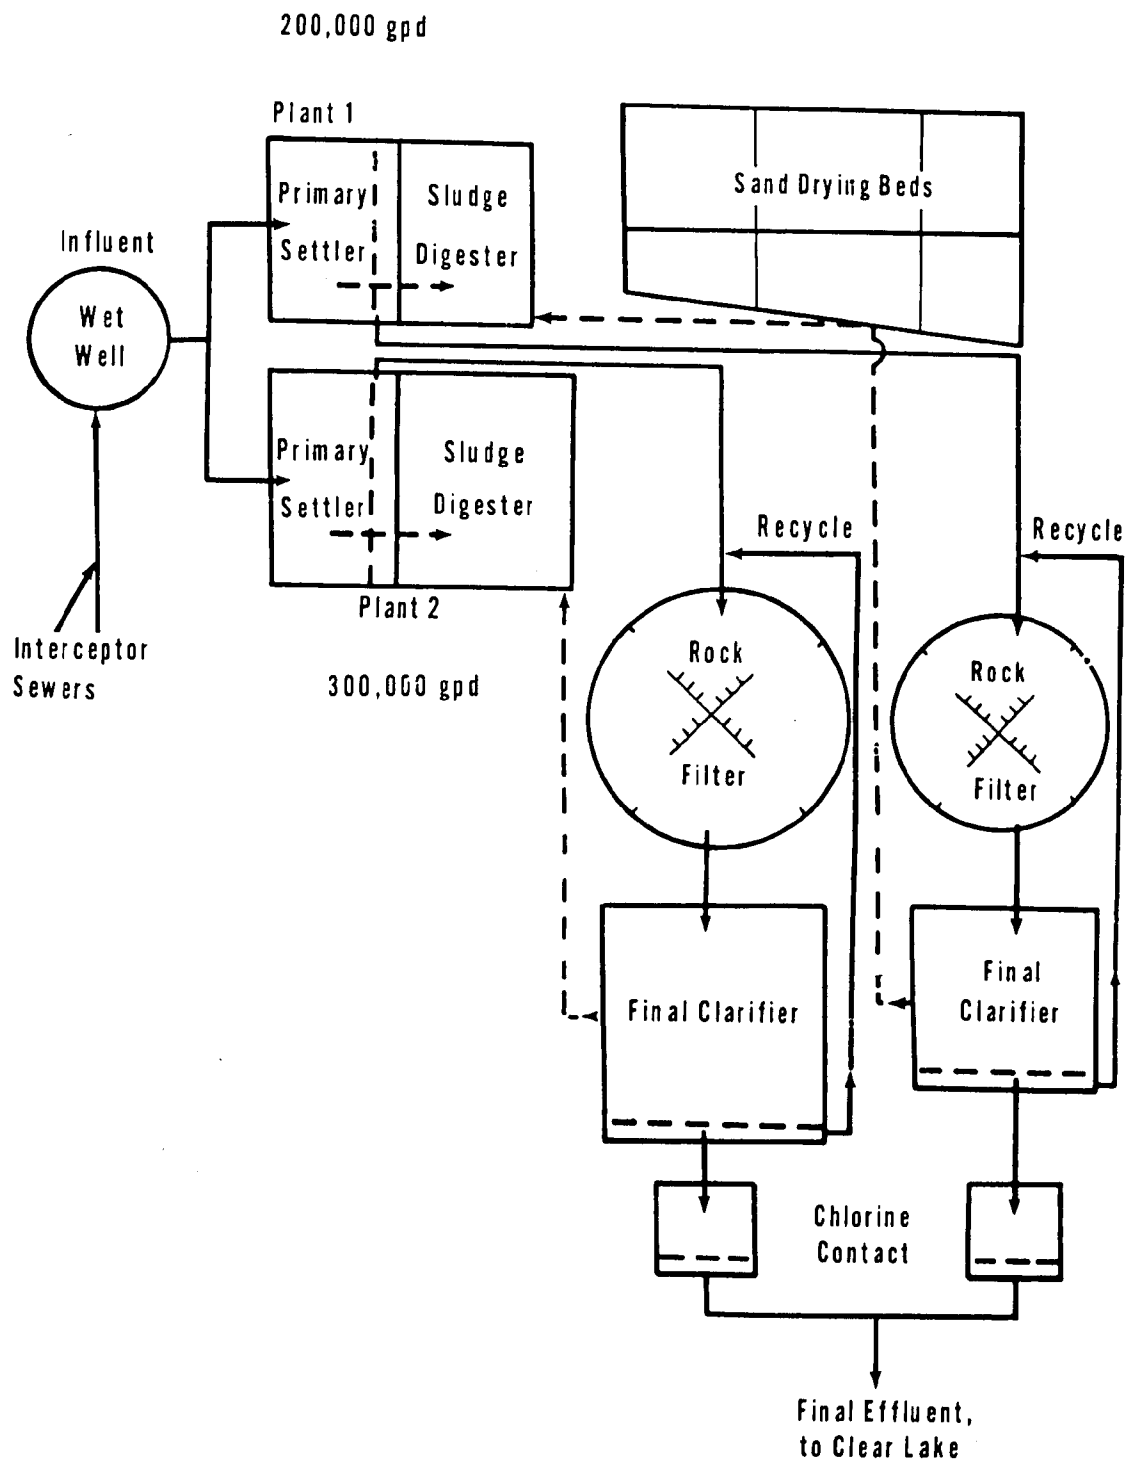 200,000 gpd
Plant 1
Primary
Settler
Sludge
Digester
Sand Drying Beds
Influent
Wet
Well
Primary
Settler
Sludge
Digester
Plant 2
300,000 gpd
Interceptor
Sewers
Recycle
Recycle
Rock
Filter
Rock
Filter
Final Clarifier
Final
Clarifier
Chlorine
Contact
Final Effluent,
to Clear Lake